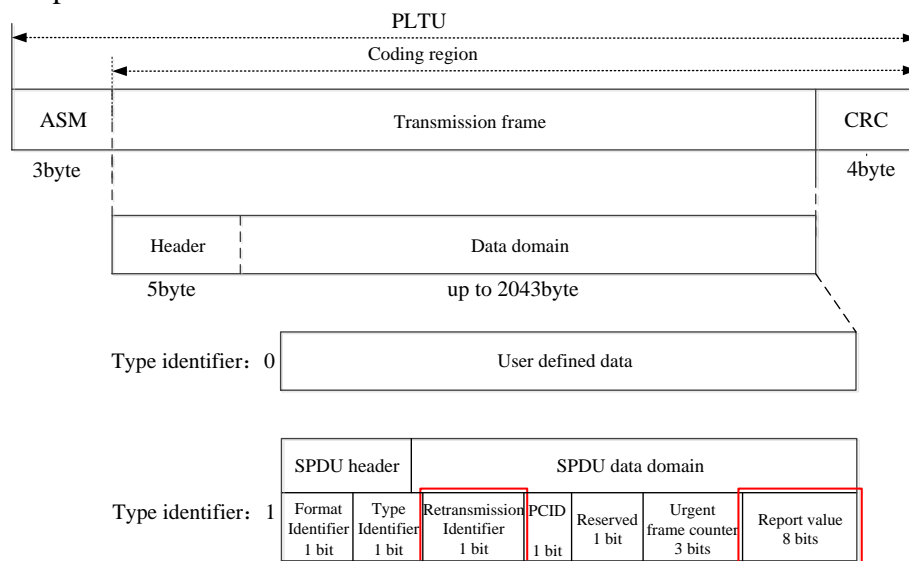 PLTU
Coding region
ASM
Transmission frame
CRC
3byte
4byte
Header
Data domain
5byte
up to 2043byte
Type identifier：0
User defined data
SPDU header
SPDU data domain
Type identifier：1
Format
Identifier
1 bit
Type
Identifier
1 bit
Retransmission
Identifier
1 bit
PCID
1 bit
Reserved
1 bit
Urgent
frame counter
3 bits
Report value
8 bits